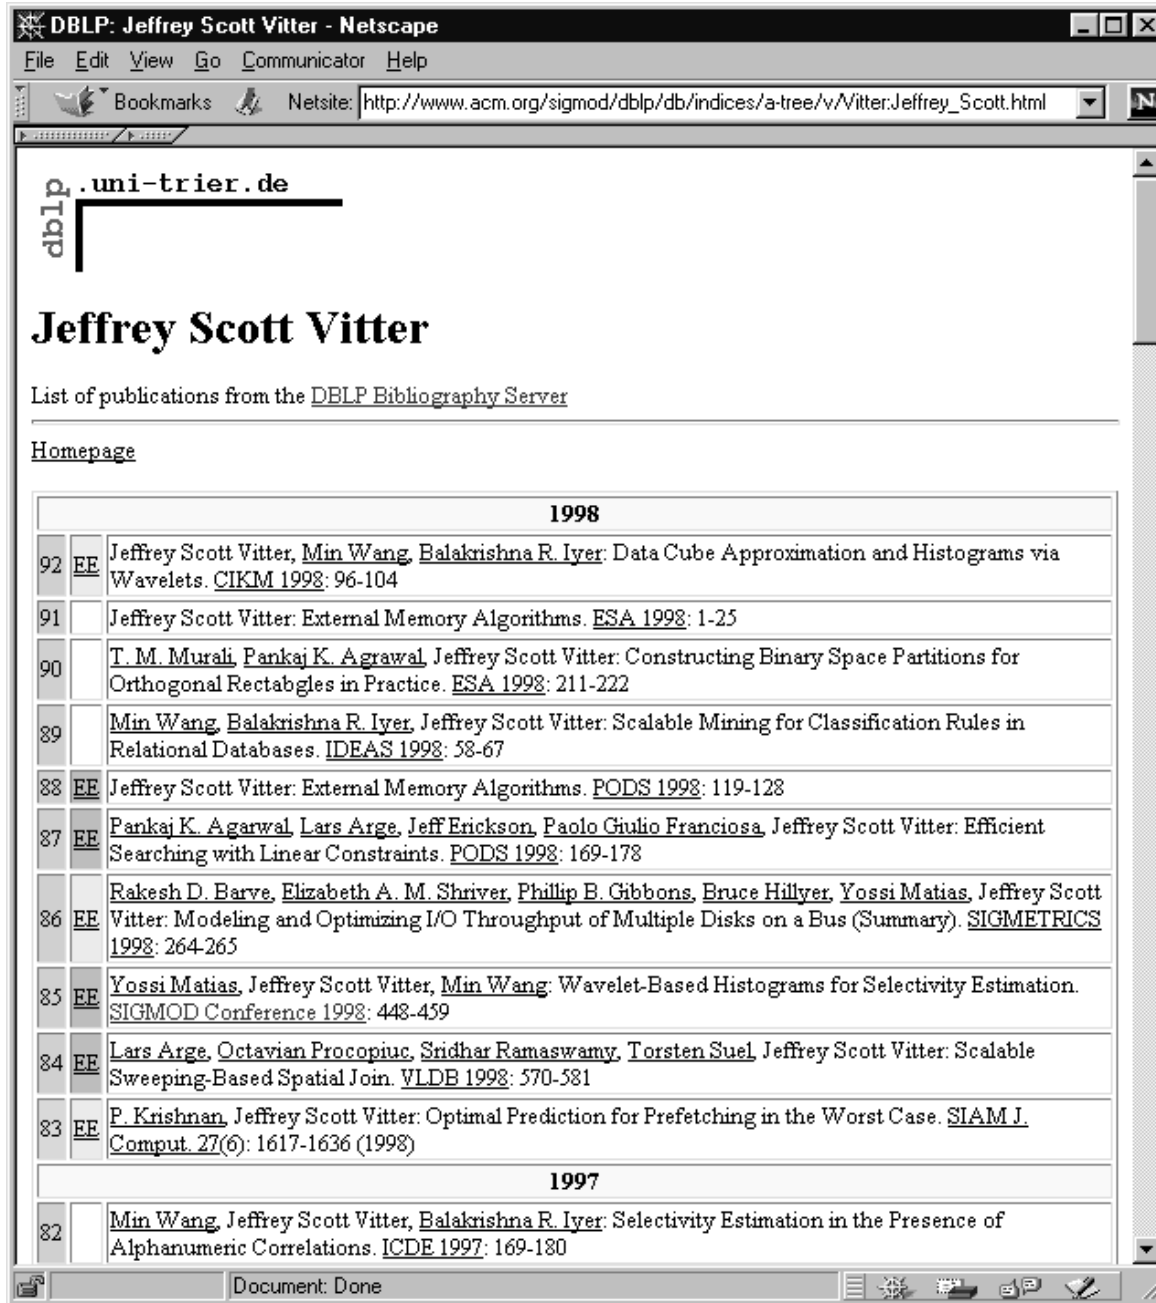 DBLP: Jeffrey Scott Vitter - Netscape
File Edit View Go Communicator Help
Bookmarks Netsite: http://www.acm.org/sigmod/dblp/db/indices/a-tree/v/Vitter:Jeffrey_Scott.html N
dblp .uni-trier.de
Jeffrey Scott Vitter
List of publications from the DBLP Bibliography Server
Homepage
1998
92 EE Jeffrey Scott Vitter, Min Wang, Balakrishna R. Iyer: Data Cube Approximation and Histograms via
Wavelets. CIKM 1998: 96-104
91 Jeffrey Scott Vitter: External Memory Algorithms. ESA 1998: 1-25
90 T. M. Murali, Pankaj K. Agrawal, Jeffrey Scott Vitter: Constructing Binary Space Partitions for
Orthogonal Rectabgles in Practice. ESA 1998: 211-222
89 Min Wang, Balakrishna R. Iyer, Jeffrey Scott Vitter: Scalable Mining for Classification Rules in
Relational Databases. IDEAS 1998: 58-67
88 EE Jeffrey Scott Vitter: External Memory Algorithms. PODS 1998: 119-128
87 EE Pankaj K. Agarwal, Lars Arge, Jeff Erickson, Paolo Giulio Franciosa, Jeffrey Scott Vitter: Efficient
Searching with Linear Constraints. PODS 1998: 169-178
86 EE Rakesh D. Barve, Elizabeth A. M. Shriver, Phillip B. Gibbons, Bruce Hillyer, Yossi Matias, Jeffrey Scott
Vitter: Modeling and Optimizing I/O Throughput of Multiple Disks on a Bus (Summary). SIGMETRICS
1998: 264-265
85 EE Yossi Matias, Jeffrey Scott Vitter, Min Wang: Wavelet-Based Histograms for Selectivity Estimation.
SIGMOD Conference 1998: 448-459
84 EE Lars Arge, Octavian Procopiuc, Sridhar Ramaswamy, Torsten Suel, Jeffrey Scott Vitter: Scalable
Sweeping-Based Spatial Join. VLDB 1998: 570-581
83 EE P. Krishnan, Jeffrey Scott Vitter: Optimal Prediction for Prefetching in the Worst Case. SIAM J.
Comput. 27(6): 1617-1636 (1998)
1997
82 Min Wang, Jeffrey Scott Vitter, Balakrishna R. Iyer: Selectivity Estimation in the Presence of
Alphanumeric Correlations. ICDE 1997: 169-180
Document: Done